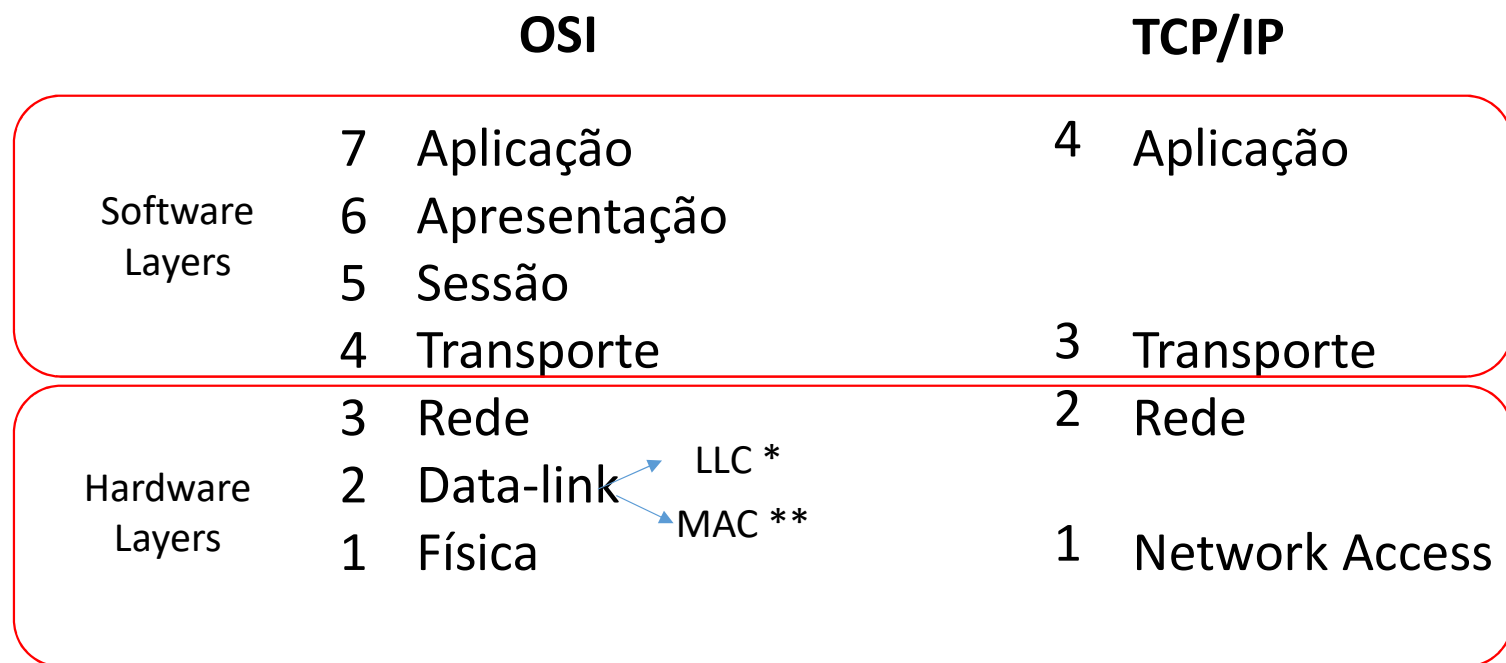 OSI TCP/IP
7 Aplicação 4 Aplicação
Software
Layers
6 Apresentação
5 Sessão
4 Transporte 3 Transporte
3 Rede 2 Rede
Hardware
Layers
2 Data-link
LLC *
MAC **
1 Física 1 Network Access